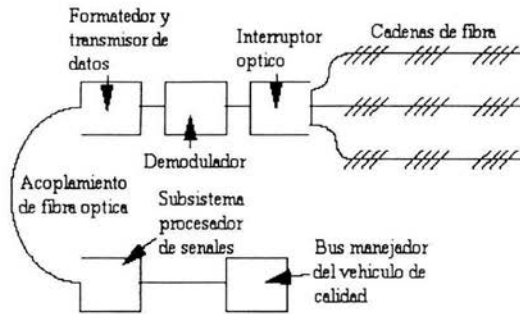 Formatedor y
transmisor de
datos
Interruptor
optico
Cadenas de fibra
Demodulador
Acoplamiento
de fibra optica
Subsistema
procesador
de senales
Bus manejador
del vehiculo de
calidad